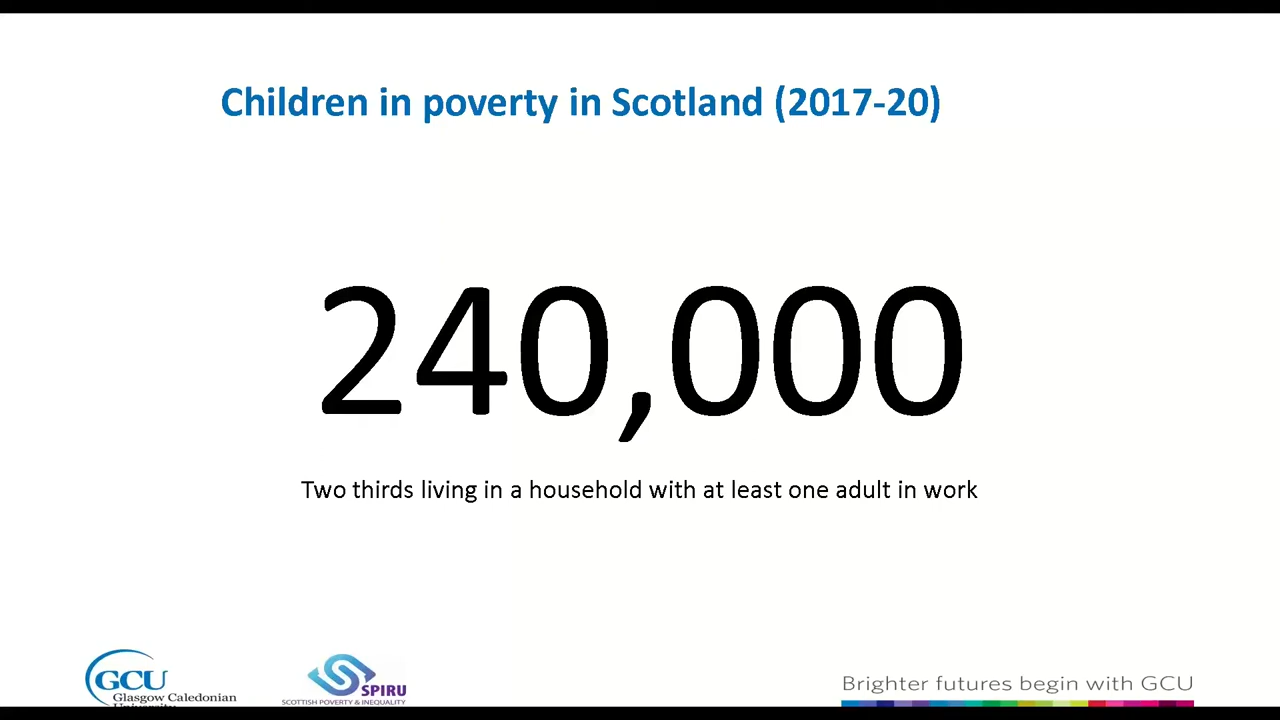 Children in poverty in Scotland (2017-20)
240,000
Two thirds living in a household with at least one adult in work
GCU
Glasgow Caledonian
University
SPIRU
SCOTTISH POVERTY & INEQUALITY
Brighter futures begin with GCU